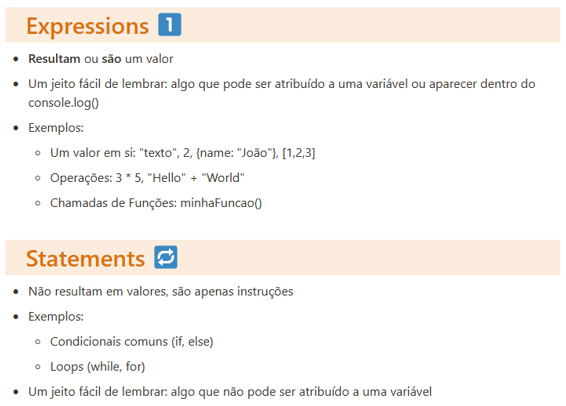 Expressions 1️⃣
• Resultam ou são um valor
• Um jeito fácil de lembrar: algo que pode ser atribuído a uma variável ou aparecer dentro do
console.log()
• Exemplos:
○ Um valor em si: "texto", 2, {name: "João"}, [1,2,3]
○ Operações: 3 * 5, "Hello" + "World"
○ Chamadas de Funções: minhaFuncao()
Statements 🔁
• Não resultam em valores, são apenas instruções
• Exemplos:
○ Condicionais comuns (if, else)
○ Loops (while, for)
• Um jeito fácil de lembrar: algo que não pode ser atribuído a uma variável